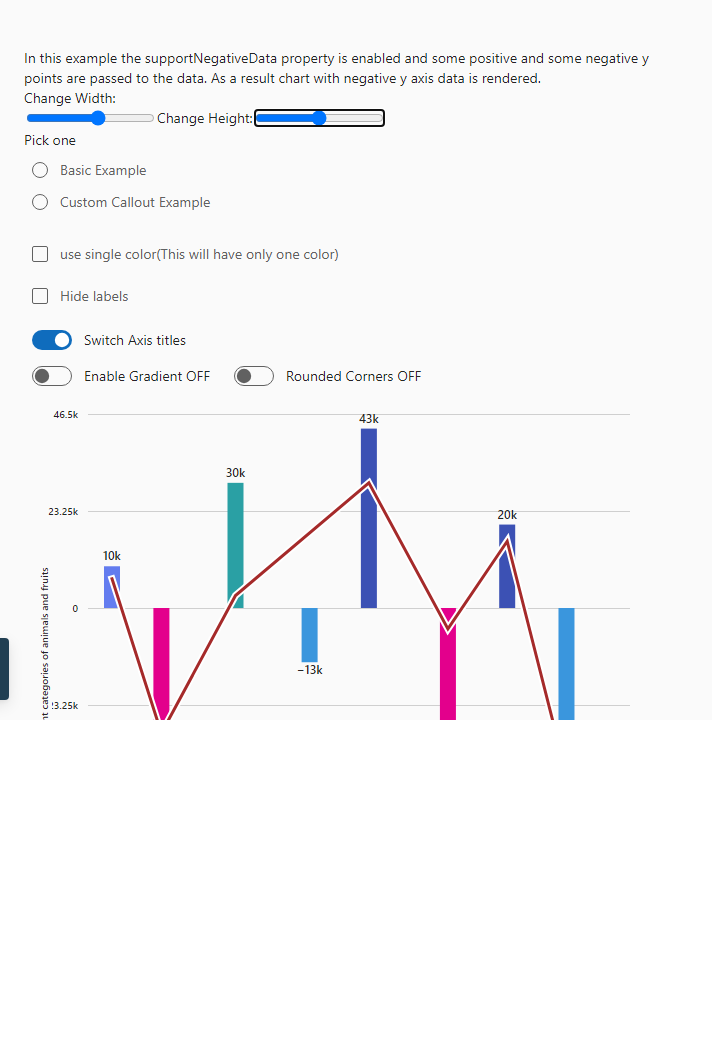 In this example the supportNegativeData property is enabled and some positive and some negative y
points are passed to the data. As a result chart with negative y axis data is rendered.
Change Width:
Change Height:
Pick one
Basic Example
Custom Callout Example
use single color(This will have only one color)
Hide labels
Switch Axis titles
Enable Gradient OFF Rounded Corners OFF
46.5k
43k
30k
23.25k
20k
10k
0
−13k
3.25k
categories of animals and fruits